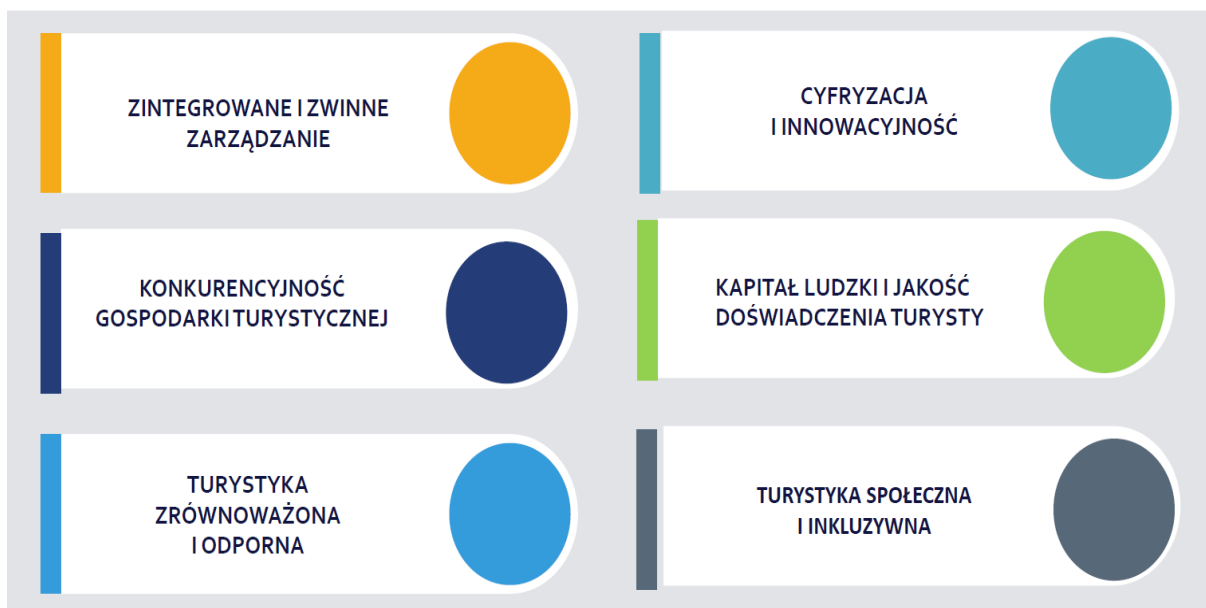 ZINTEGROWANE I ZWINNE
ZARZĄDZANIE
CYFRYZACJA
I INNOWACYJNOŚĆ
KONKURENCYJNOŚĆ
GOSPODARKI TURYSTYCZNEJ
KAPITAŁ LUDZKI I JAKOŚĆ
DOŚWIADCZENIA TURYSTY
TURYSTYKA
ZRÓWNOWAŻONA
I ODPORNA
TURYSTYKA SPOŁECZNA
I INKLUZYWNA